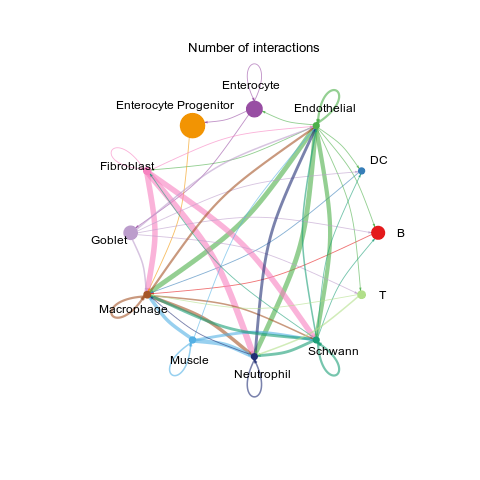 Number of interactions
Enterocyte
Enterocyte Progenitor
Endothelial
DC
Fibroblast
Goblet
B
T
Macrophage
Schwann
Muscle
Neutrophil